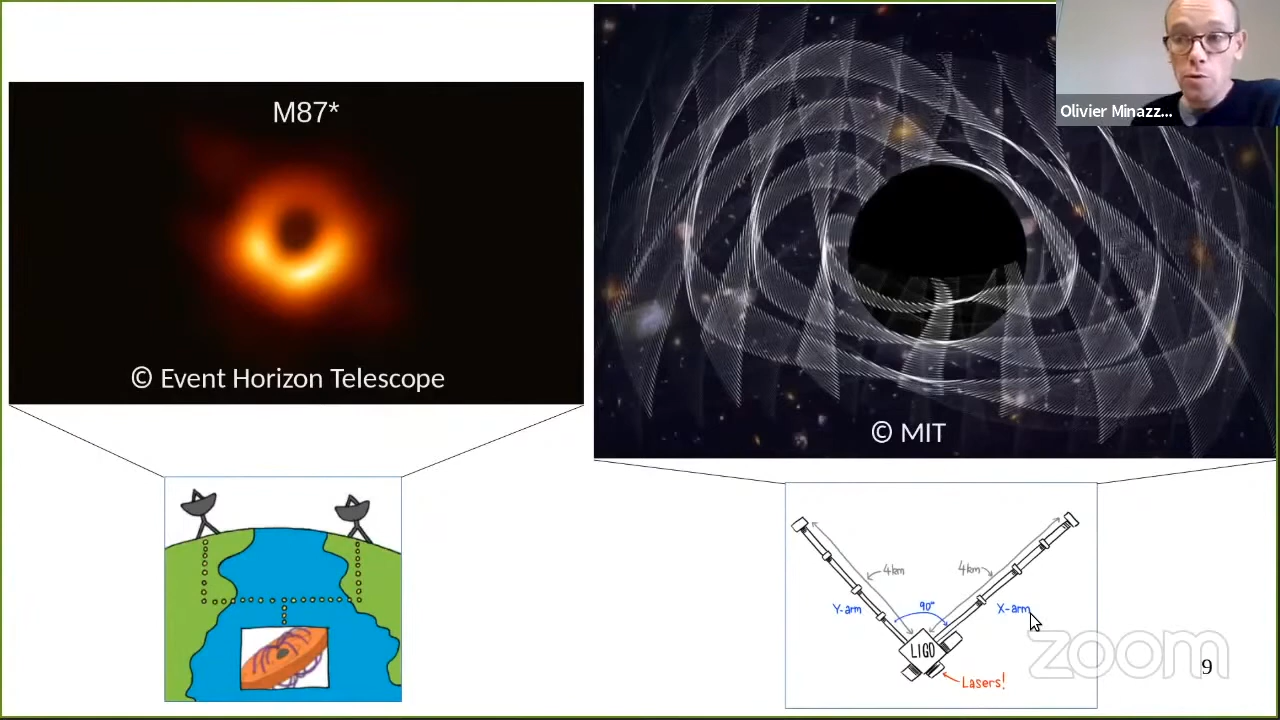 M87*
© Event Horizon Telescope
© MIT
Olivier Minazz...
4km
4km
Y-arm
90°
X-arm
LIGO
Lasers!
zoom
9